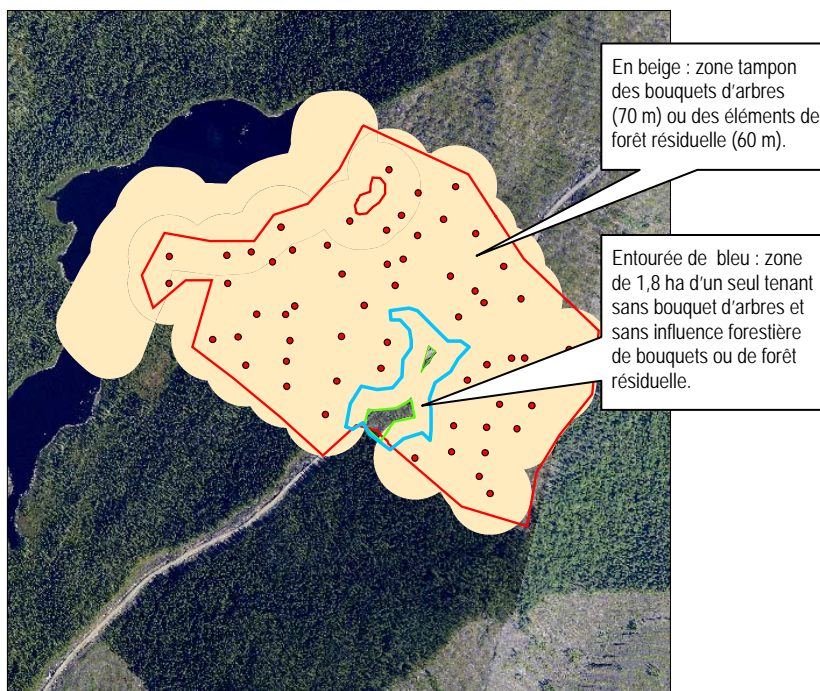 En beige : zone tampon
des bouquets d'arbres
(70 m) ou des éléments de
forêt résiduelle (60 m).
Entourée de bleu : zone
de 1,8 ha d'un seul tenant
sans bouquet d'arbres et
sans influence forestière
de bouquets ou de forêt
résiduelle.